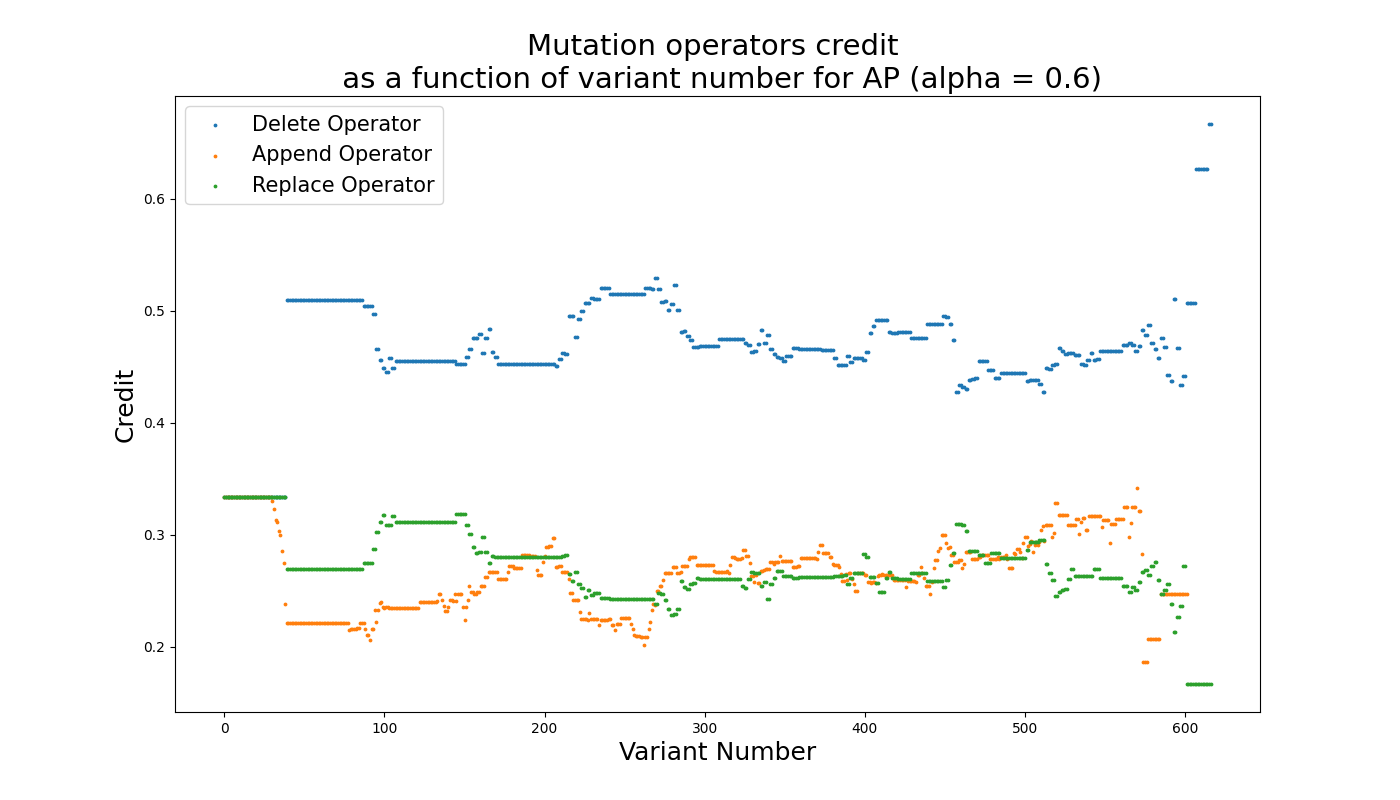 Mutation operators credit
as a function of variant number for AP (alpha = 0.6)
Delete Operator
Append Operator
Replace Operator
0.6
0.5
0.4
0.3
0.2
Credit
0 100 200 300 400 500 600
Variant Number